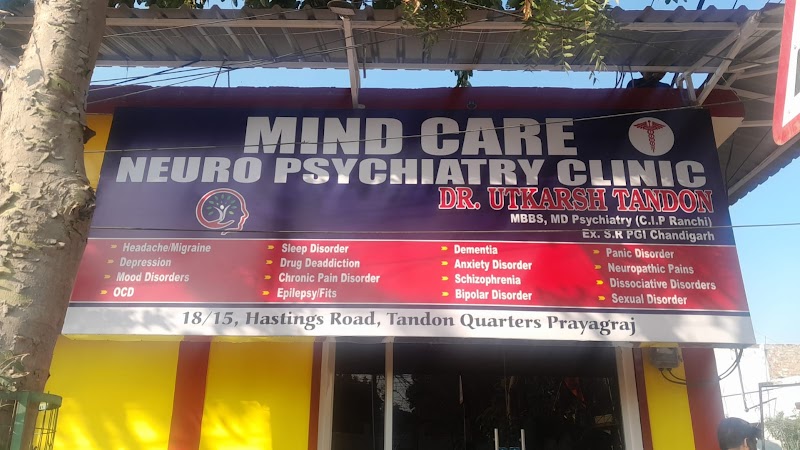 MIND CARE
NEURO PSYCHIATRY CLINIC
DR. UTKARSH TANDON
MBBS, MD Psychiatry (C.I.P Ranchi)
EX. S.R PGI Chandigarh
Headache/Migraine
Depression
Mood Disorders
OCD
Sleep Disorder
Drug Deaddiction
Chronic Pain Disorder
Epilepsy/Fits
Dementia
Anxiety Disorder
Schizophrenia
Bipolar Disorder
Panic Disorder
Neuropathic Pains
Dissociative Disorders
Sexual Disorder
18/15, Hastings Road, Tandon Quarters Prayagraj